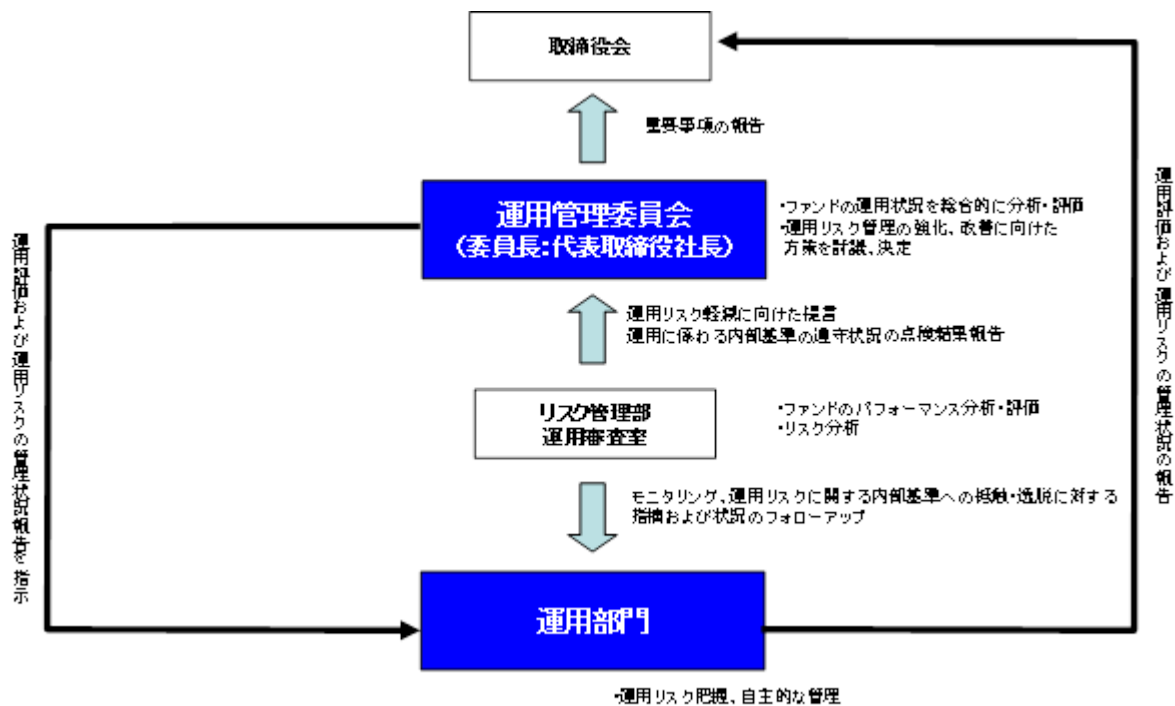 取締役会
重要事項の報告
運用管理委員会
(委員長:代表取締役社長)
・ファンドの運用状況を総合的に分析・評価
・運用リスク管理の強化、改善に向けた
方策を討議、決定
運用リスク軽減に向けた提言
運用に係わる内部基準の遵守状況の点検結果報告
リスク管理部
運用審査室
・ファンドのパフォーマンス分析・評価
・リスク分析
モニタリング、運用リスクに関する内部基準への抵触・逸脱に対する
指摘および状況のフォローアップ
運用部門
・運用リスク把握、自主的な管理
運用評価および運用リスクの管理状況報告を指示
運用評価および運用リスクの管理状況の報告